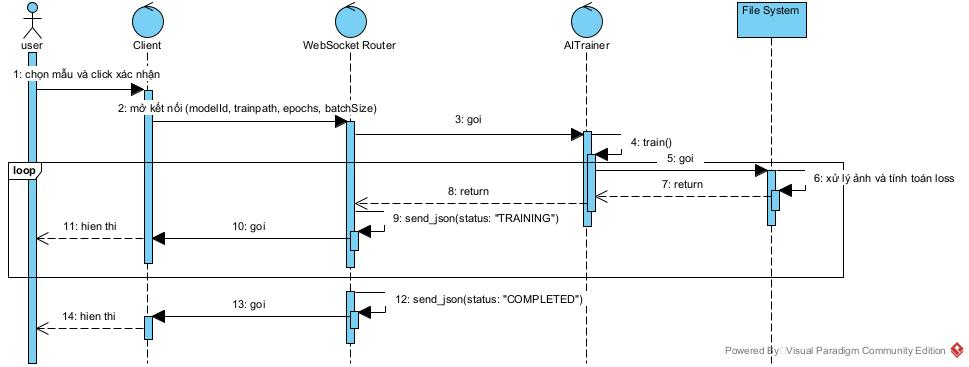 File System
user
Client
WebSocket Router
AITrainer
1: chọn mẫu và click xác nhận
2: mở kết nối (modelId, trainpath, epochs, batchSize)
3: goi
4: train()
5: goi
loop
6: xử lý ảnh và tính toán loss
7: return
8: return
9: send_json(status: "TRAINING")
10: goi
11: hien thi
12: send_json(status: "COMPLETED")
13: goi
14: hien thi
Powered By Visual Paradigm Community Edition